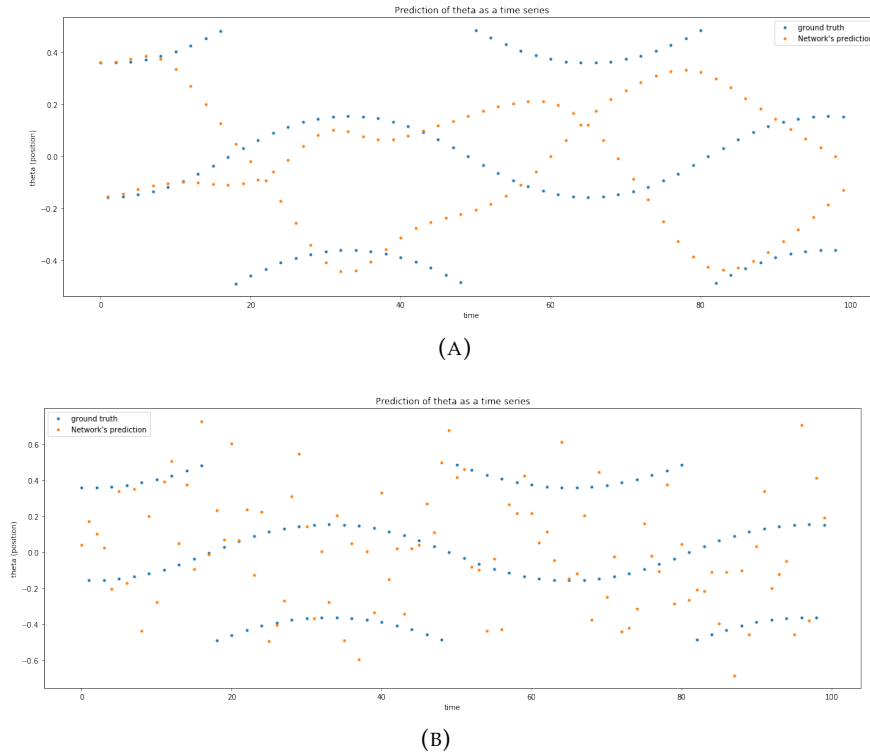 Prediction of theta as a time series
ground truth
Network's prediction
theta (position)
0.4
0.2
0.0
−0.2
−0.4
0 20 40 60 80 100
time
(A)
Prediction of theta as a time series
ground truth
Network's prediction
theta (position)
0.6
0.4
0.2
0.0
−0.2
−0.4
−0.6
0 20 40 60 80 100
time
(B)